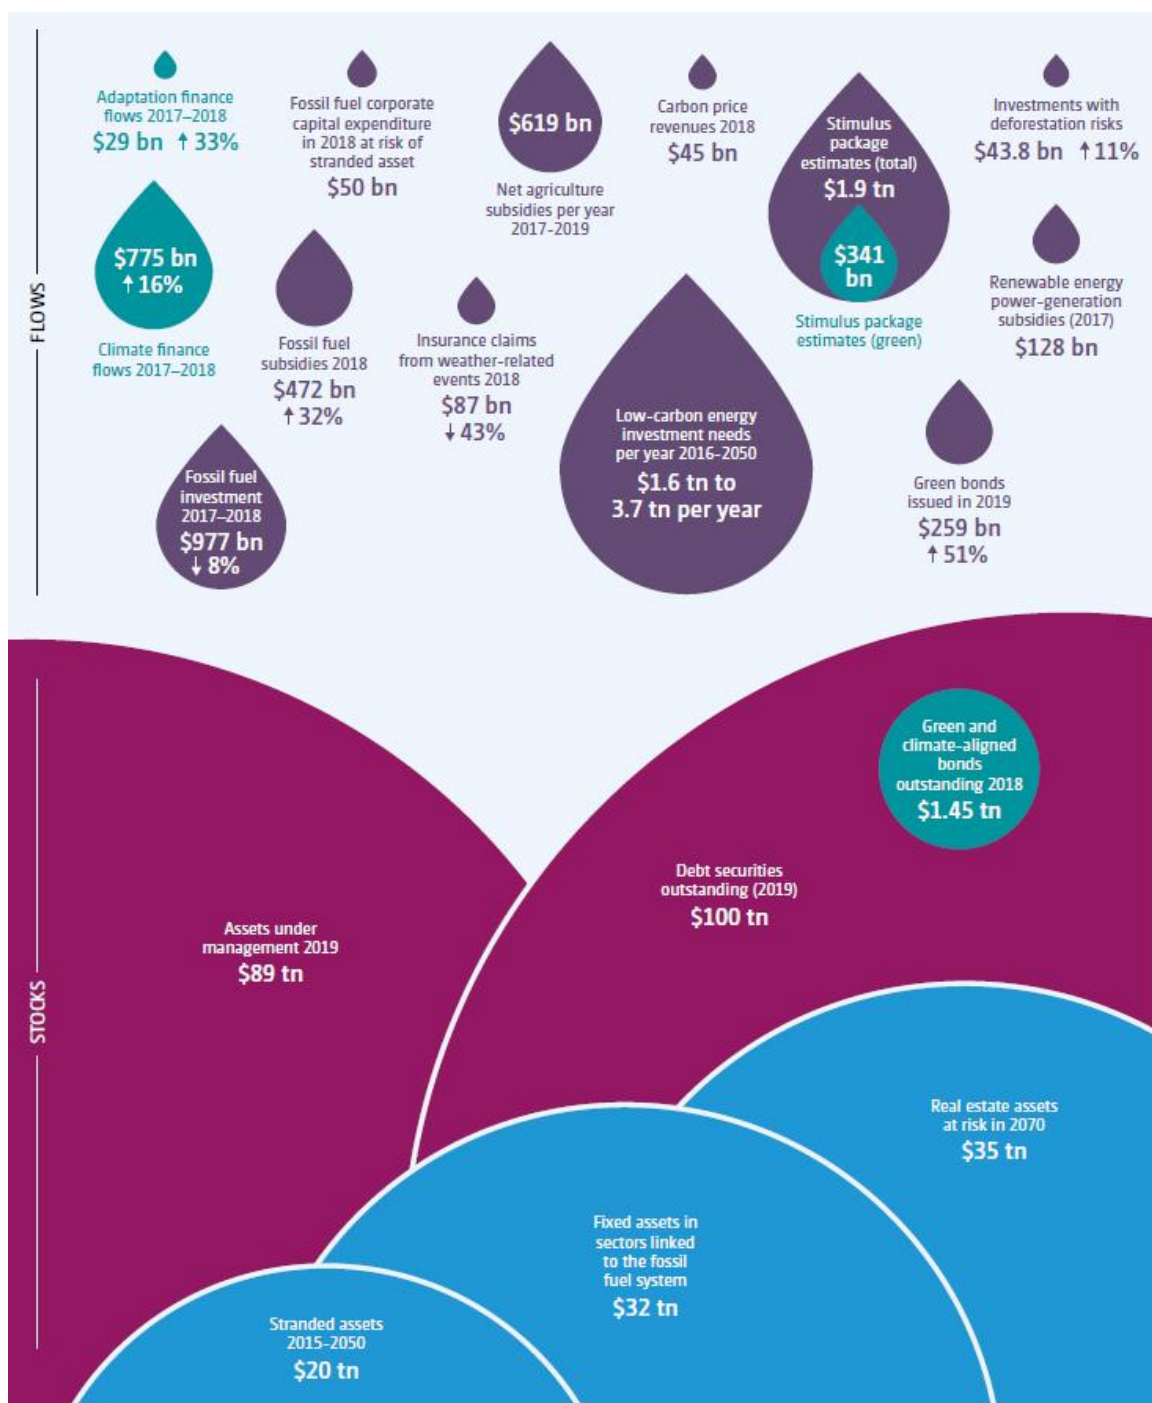 FLOWS
Adaptation finance
flows 2017–2018
$29 bn ↑ 33%
Fossil fuel corporate
capital expenditure
in 2018 at risk of
stranded asset
$50 bn
$619 bn
Net agriculture
subsidies per year
2017-2019
Carbon price
revenues 2018
$45 bn
Stimulus
package
estimates (total)
$1.9 tn
$341
bn
Stimulus package
estimates (green)
Investments with
deforestation risks
$43.8 bn ↑ 11%
$775 bn
↑ 16%
Climate finance
flows 2017–2018
Fossil fuel
subsidies 2018
$472 bn
↑ 32%
Insurance claims
from weather-related
events 2018
$87 bn
↓ 43%
Low-carbon energy
investment needs
per year 2016-2050
$1.6 tn to
3.7 tn per year
Renewable energy
power-generation
subsidies (2017)
$128 bn
Fossil fuel
investment
2017–2018
$977 bn
↓ 8%
Green bonds
issued in 2019
$259 bn
↑ 51%
STOCKS
Green and
climate-aligned
bonds
outstanding 2018
$1.45 tn
Debt securities
outstanding (2019)
$100 tn
Assets under
management 2019
$89 tn
Real estate assets
at risk in 2070
$35 tn
Fixed assets in
sectors linked
to the fossil
fuel system
$32 tn
Stranded assets
2015-2050
$20 tn